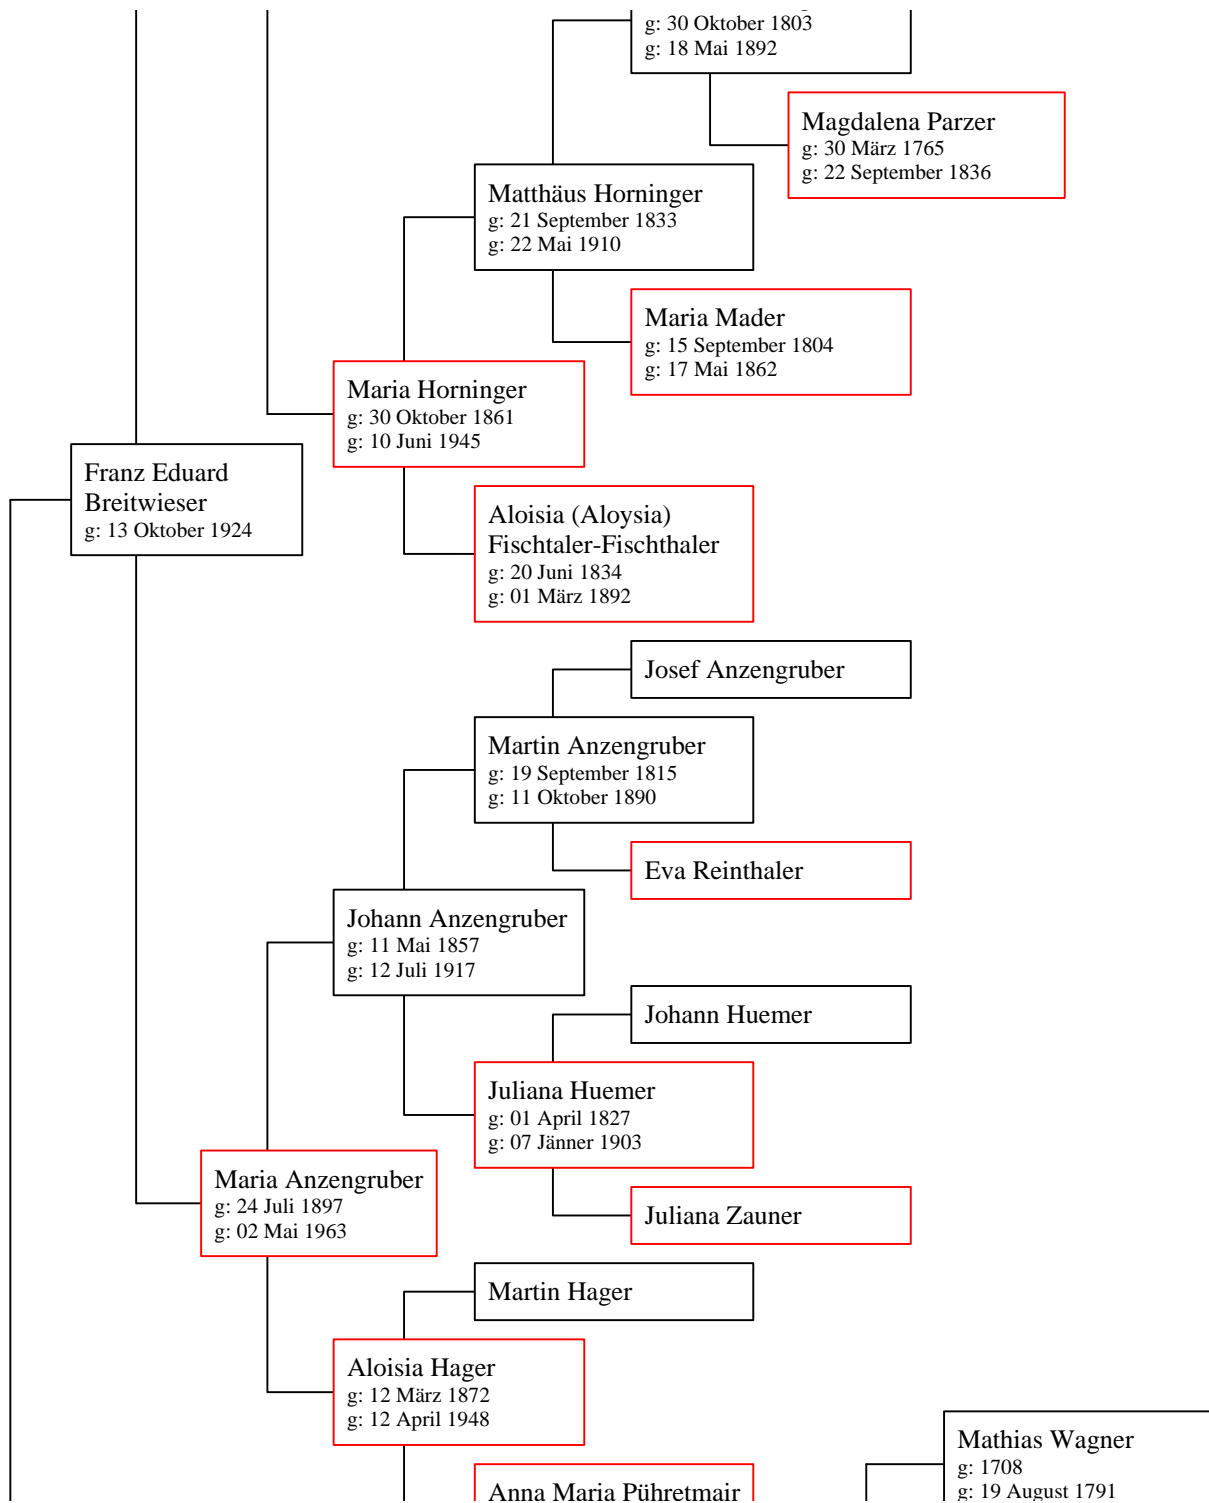 g: 30 Oktober 1803
g: 18 Mai 1892
Magdalena Parzer
g: 30 März 1765
g: 22 September 1836
Matthäus Horninger
g: 21 September 1833
g: 22 Mai 1910
Maria Mader
g: 15 September 1804
g: 17 Mai 1862
Maria Horninger
g: 30 Oktober 1861
g: 10 Juni 1945
Franz Eduard
Breitwieser
g: 13 Oktober 1924
Aloisia (Aloysia)
Fischtaler-Fischthaler
g: 20 Juni 1834
g: 01 März 1892
Josef Anzengruber
Martin Anzengruber
g: 19 September 1815
g: 11 Oktober 1890
Eva Reinthaler
Johann Anzengruber
g: 11 Mai 1857
g: 12 Juli 1917
Johann Huemer
Juliana Huemer
g: 01 April 1827
g: 07 Jänner 1903
Maria Anzengruber
g: 24 Juli 1897
g: 02 Mai 1963
Juliana Zauner
Martin Hager
Aloisia Hager
g: 12 März 1872
g: 12 April 1948
Mathias Wagner
g: 1708
g: 19 August 1791
Anna Maria Pühretmair